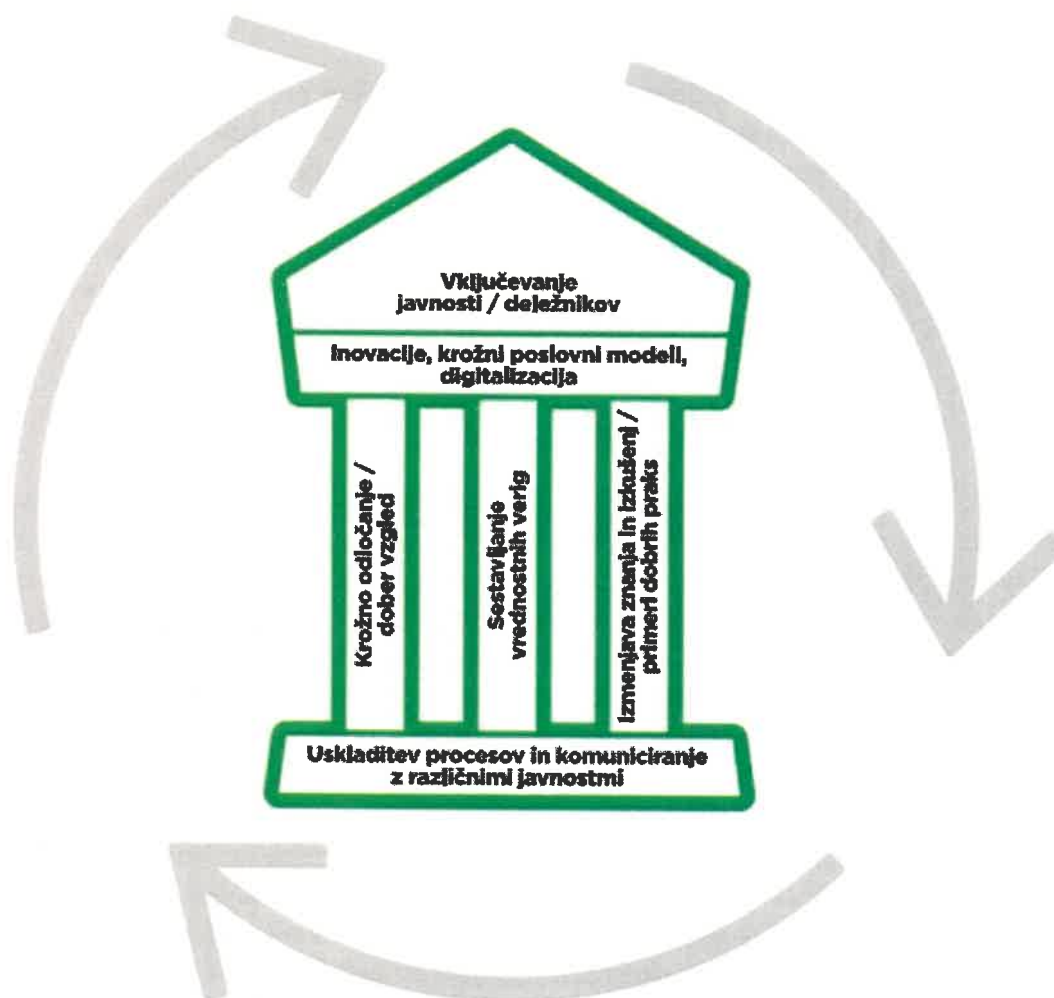 Vključevanje
javnosti / deležnikov
Inovacije, krožni poslovni modeli,
digitalizacija
Krožno odločanje /
dober vzgled
Sestavljanje
vrednostnih verig
Izmenjava znanja in izkušenj /
primeri dobrih praks
Uskladitev procesov in komuniciranje
z različnimi javnostmi